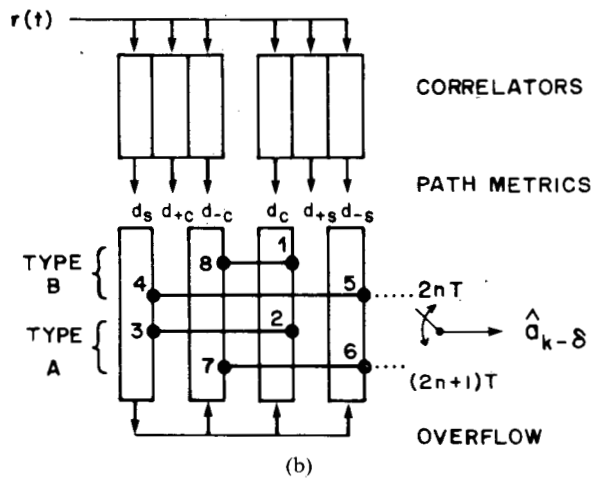 r(t)
CORRELATORS
PATH METRICS
d_s d_{+c} d_{-c} d_c d_{+s} d_{-s}
TYPE B
8 1
4 5 2nT
TYPE A
3 2
7 6 (2n+1)T
â_{k-δ}
OVERFLOW
(b)